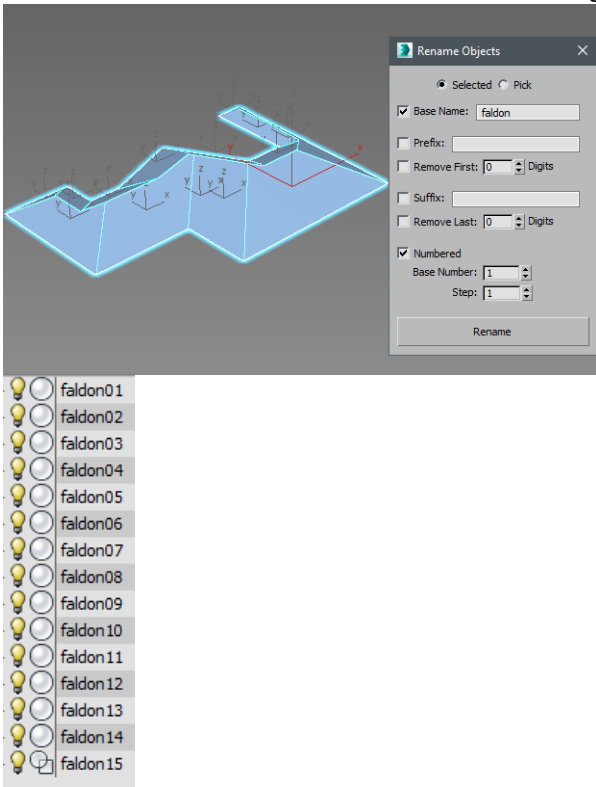 Rename Objects
Selected Pick
Base Name: faldon
Prefix:
Remove First: 0 Digits
Suffix:
Remove Last: 0 Digits
Numbered
Base Number: 1
Step: 1
Rename
faldon01
faldon02
faldon03
faldon04
faldon05
faldon06
faldon07
faldon08
faldon09
faldon10
faldon11
faldon12
faldon13
faldon14
faldon15